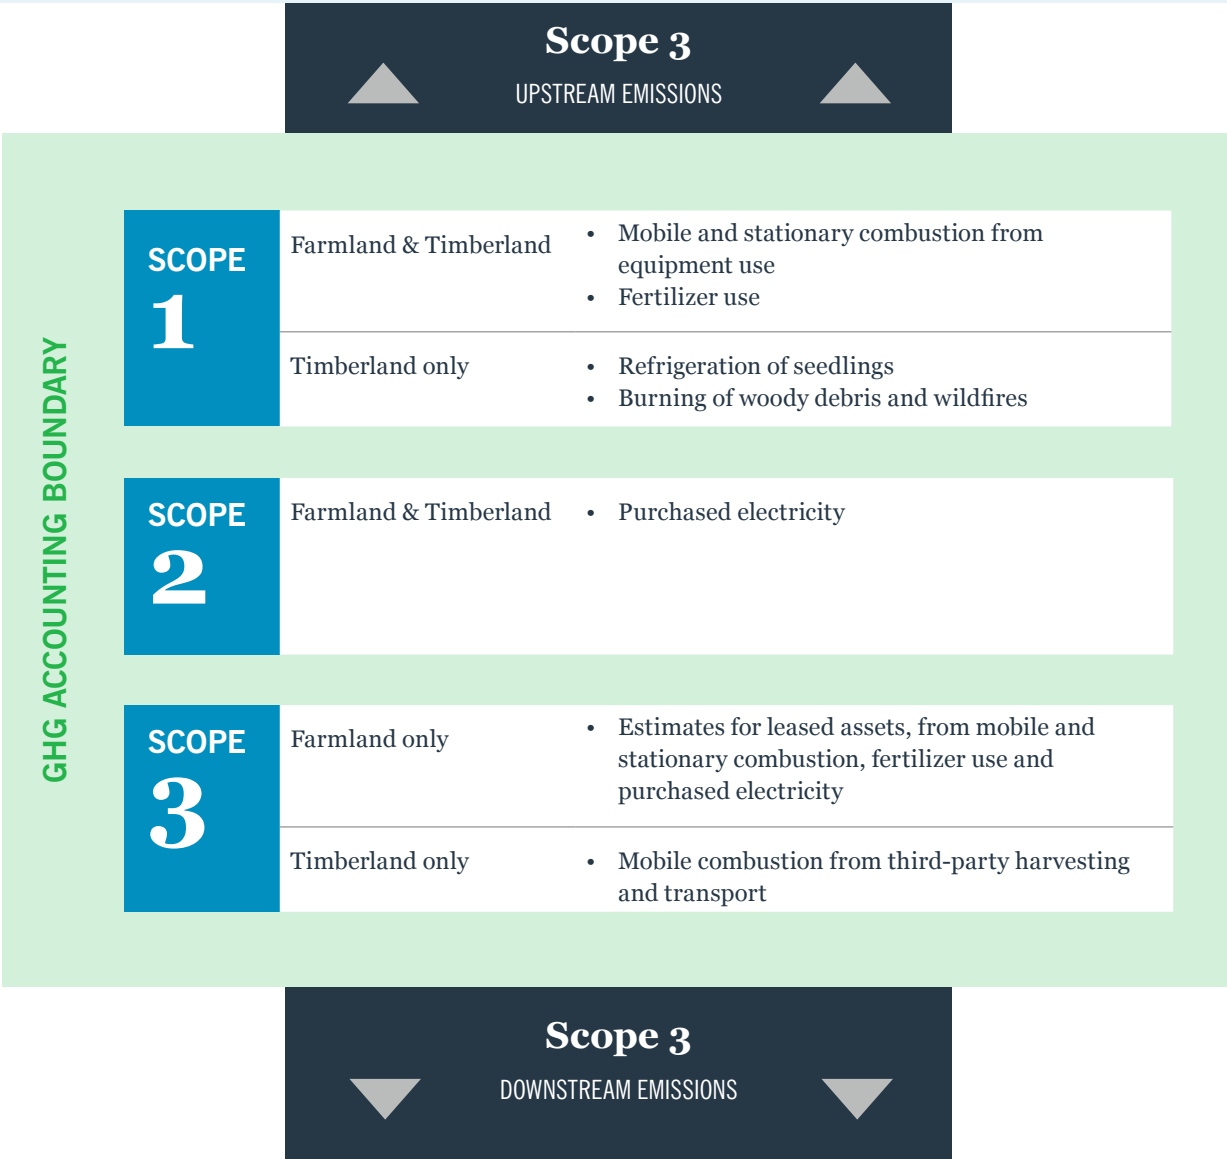 Scope 3
UPSTREAM EMISSIONS
GHG ACCOUNTING BOUNDARY
SCOPE
1
Farmland & Timberland
• Mobile and stationary combustion from
equipment use
• Fertilizer use
Timberland only
• Refrigeration of seedlings
• Burning of woody debris and wildfires
SCOPE
2
Farmland & Timberland
• Purchased electricity
SCOPE
3
Farmland only
• Estimates for leased assets, from mobile and
stationary combustion, fertilizer use and
purchased electricity
Timberland only
• Mobile combustion from third-party harvesting
and transport
Scope 3
DOWNSTREAM EMISSIONS